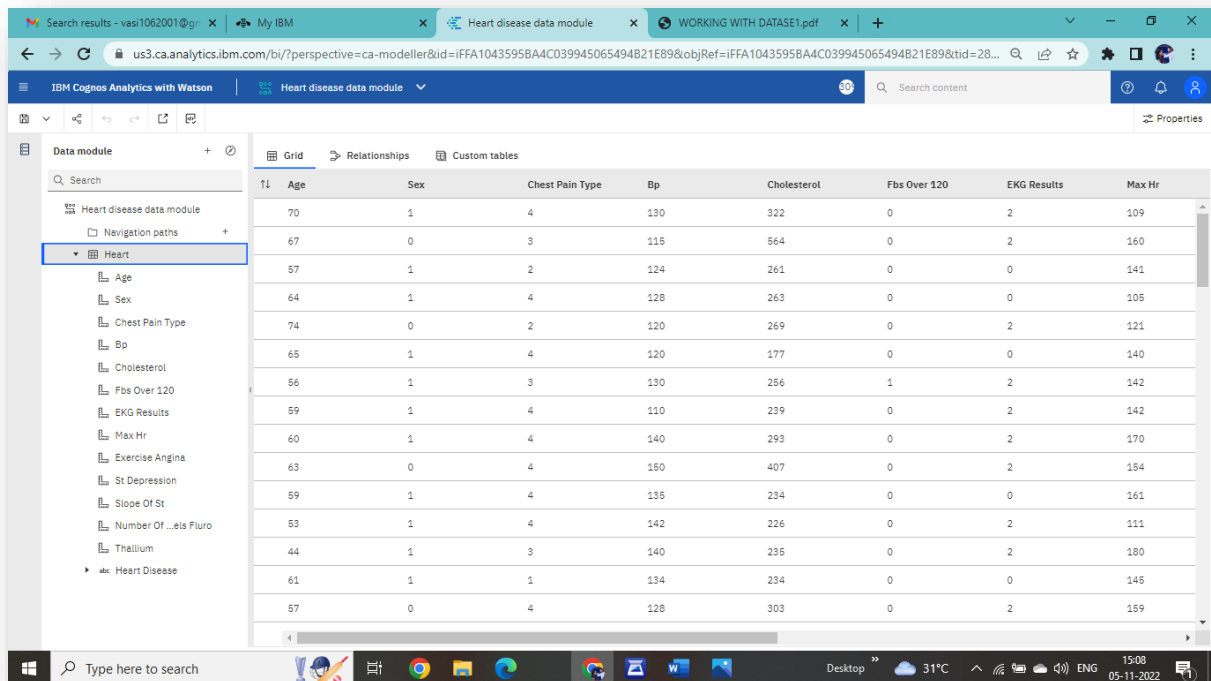 Search results - vasi1062001@gm
My IBM
Heart disease data module
WORKING WITH DATASE1.pdf
us3.ca.analytics.ibm.com/bi/?perspective=ca-modeller&id=iFFA1043595BA4C039945065494B21E89&objRef=iFFA1043595BA4C039945065494B21E89&tid=28...
IBM Cognos Analytics with Watson
Heart disease data module
Search content
Properties
Data module
Grid Relationships Custom tables
Search
Heart disease data module
Navigation paths
Heart
Age
Sex
Chest Pain Type
Bp
Cholesterol
Fbs Over 120
EKG Results
Max Hr
Exercise Angina
St Depression
Slope Of St
Number Of ...els Fluro
Thallium
abc Heart Disease
Age Sex Chest Pain Type Bp Cholesterol Fbs Over 120 EKG Results Max Hr
70 1 4 130 322 0 2 109
67 0 3 115 564 0 2 160
57 1 2 124 261 0 0 141
64 1 4 128 263 0 0 105
74 0 2 120 269 0 2 121
65 1 4 120 177 0 0 140
56 1 3 130 256 1 2 142
59 1 4 110 239 0 2 142
60 1 4 140 293 0 2 170
63 0 4 150 407 0 2 154
59 1 4 135 234 0 0 161
53 1 4 142 226 0 2 111
44 1 3 140 235 0 2 180
61 1 1 134 234 0 0 145
57 0 4 128 303 0 2 159
Type here to search
Desktop
31°C
ENG
15:08
05-11-2022